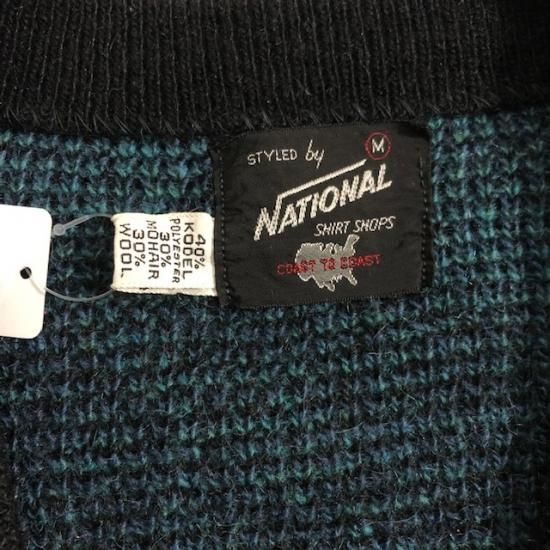 STYLED by
M
NATIONAL
SHIRT SHOPS
COAST TO COAST
40%
KODEL
POLYESTER
30%
MOHAIR
30%
WOOL